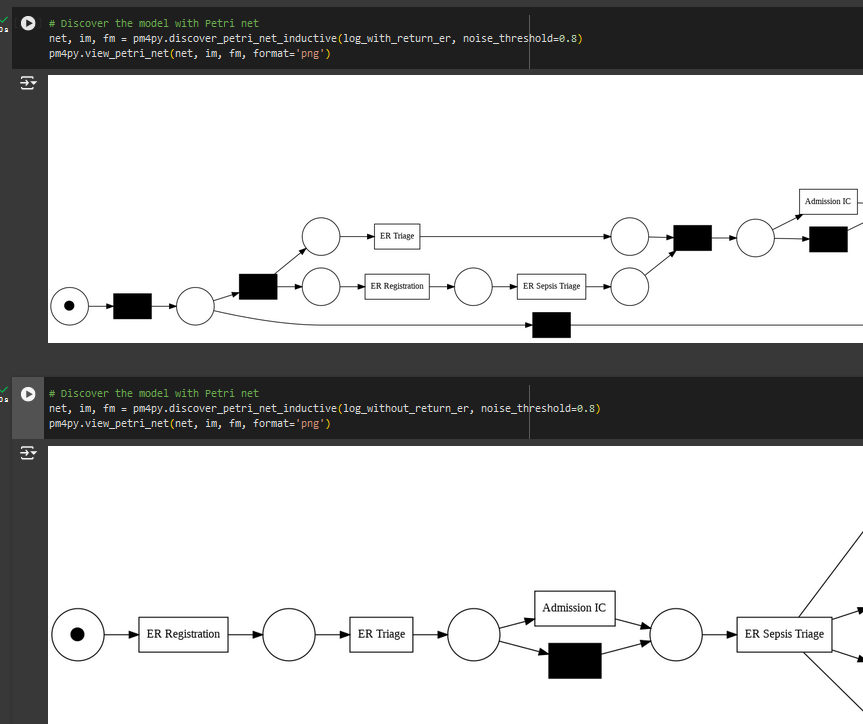 # Discover the model with Petri net
net, im, fm = pm4py.discover_petri_net_inductive(log_with_return_er, noise_threshold=0.8)
pm4py.view_petri_net(net, im, fm, format='png')
0s
Admission IC
ER Triage
ER Registration
ER Sepsis Triage
# Discover the model with Petri net
net, im, fm = pm4py.discover_petri_net_inductive(log_without_return_er, noise_threshold=0.8)
pm4py.view_petri_net(net, im, fm, format='png')
0s
Admission IC
ER Registration
ER Triage
ER Sepsis Triage